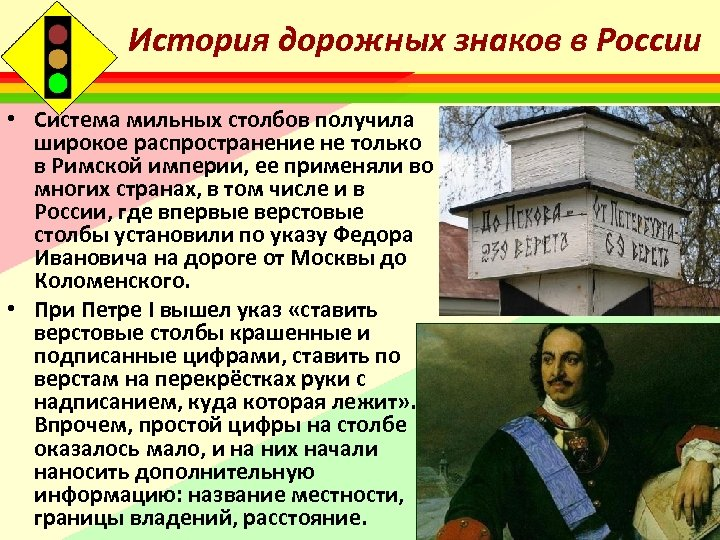 История дорожных знаков в России
• Система мильных столбов получила
широкое распространение не только
в Римской империи, ее применяли во
многих странах, в том числе и в
России, где впервые верстовые
столбы установили по указу Федора
Ивановича на дороге от Москвы до
Коломенского.
• При Петре I вышел указ «ставить
верстовые столбы крашенные и
подписанные цифрами, ставить по
верстам на перекрёстках руки с
надписанием, куда которая лежит».
Впрочем, простой цифры на столбе
оказалось мало, и на них начали
наносить дополнительную
информацию: название местности,
границы владений, расстояние.
До Пскова
239 верстъ
отъ Петербурга
69 верстъ